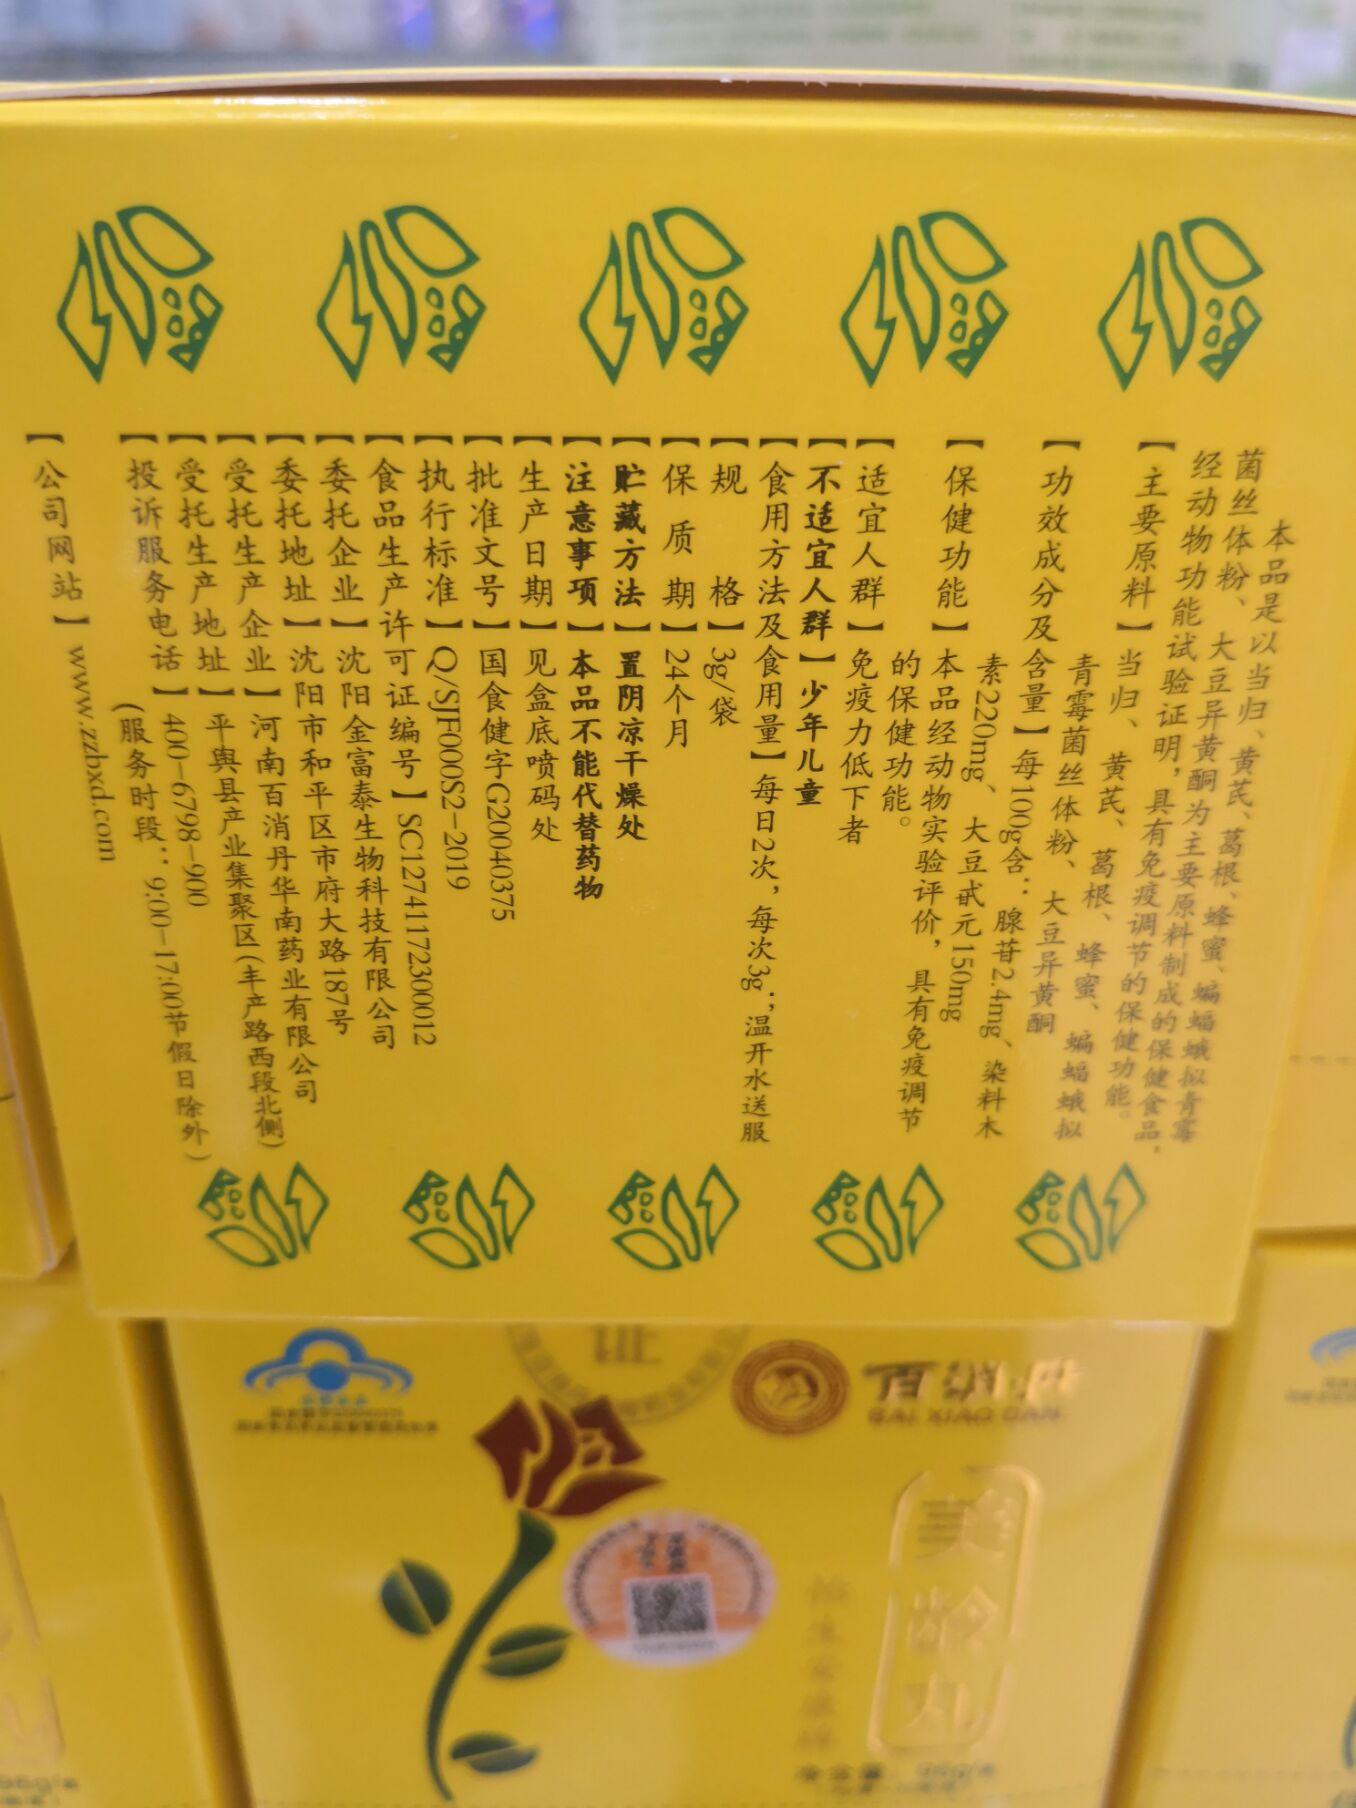 本品是以当归、黄芪、葛根、蜂蜜、蝙蝠蛾拟青霉
菌丝体粉、大豆异黄酮为主要原料制成的保健食品,
经动物功能试验证明,具有免疫调节的保健功能。
【主要原料】当归、黄芪、葛根、蜂蜜、蝙蝠蛾拟
青霉菌丝体粉、大豆异黄酮
【功效成分及含量】每100g含：腺苷2.4mg、染料木
素220mg、大豆甙元150mg
【保健功能】本品经动物实验评价，具有免疫调节
的保健功能。
【适宜人群】免疫力低下者
【不适宜人群】少年儿童
【食用方法及食用量】每日2次，每次3g；温开水送服
【规格】3g/袋
【保质期】24个月
【贮藏方法】置阴凉干燥处
【注意事项】本品不能代替药物
【生产日期】见盒底喷码处
【批准文号】国食健字G20040375
【执行标准】Q/SJF000S2-2019
【食品生产许可证编号】SC12741172300012
【委托企业】沈阳金富泰生物科技有限公司
【委托地址】沈阳市和平区市府大路187号
【受托生产企业】河南百消丹华南药业有限公司
【受托生产地址】平舆县产业集聚区(丰产路西段北侧)
【投诉服务电话】400-6798-900
(服务时段：9:00-17:00节假日除外)
【公司网站】www.zzbxd.com
证
百消丹
BAI XIAO DAN
美龄丸